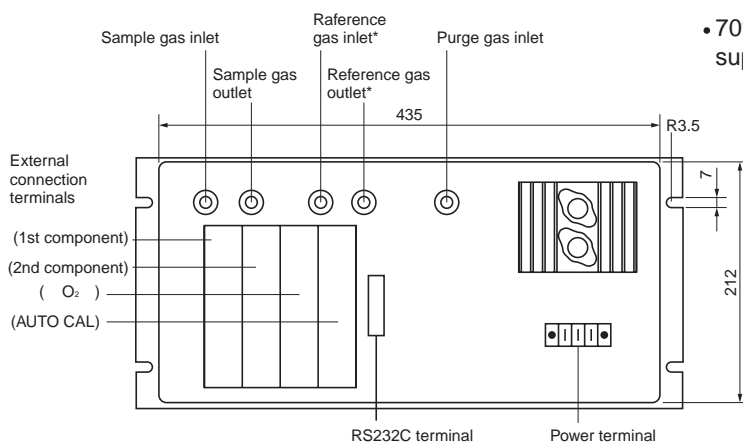 Sample gas inlet
Raference
gas inlet*
Purge gas inlet
Sample gas
outlet
Reference gas
outlet*
435
R3.5
7
212
External
connection
terminals
(1st component)
(2nd component)
( O₂ )
(AUTO CAL)
RS232C terminal
Power terminal
• 70